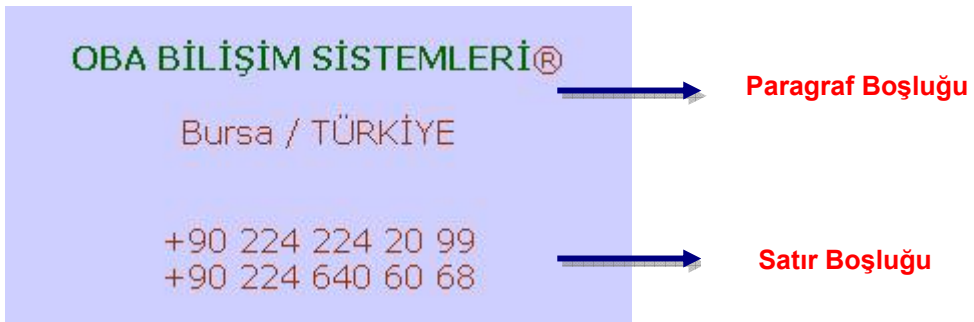 OBA BİLİŞİM SİSTEMLERİ®
Paragraf Boşluğu
Bursa / TÜRKİYE
+90 224 224 20 99
+90 224 640 60 68
Satır Boşluğu